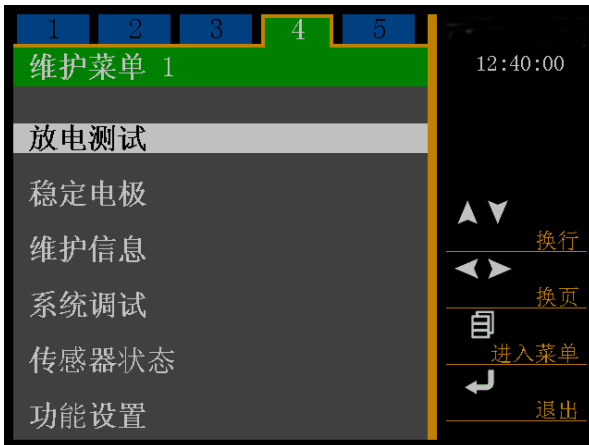 1 2 3 4 5
维护菜单 1
12:40:00
放电测试
稳定电极
维护信息
系统调试
传感器状态
功能设置
换行
换页
进入菜单
退出